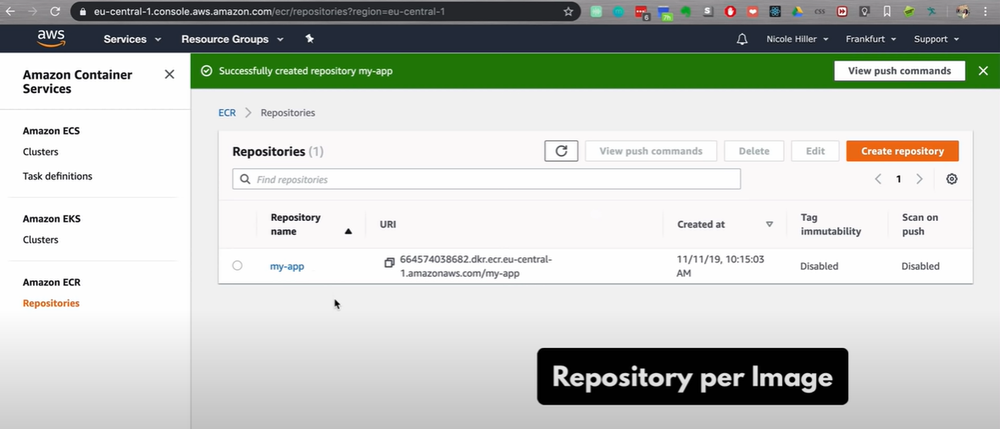 eu-central-1.console.aws.amazon.com/ecr/repositories?region=eu-central-1
6
7h
S
CSS
aws
Services
Resource Groups
Nicole Hiller
Frankfurt
Support
Amazon Container
Services
Successfully created repository my-app
View push commands
Amazon ECS
Clusters
Task definitions
Amazon EKS
Clusters
Amazon ECR
Repositories
ECR
Repositories
Repositories (1)
View push commands
Delete
Edit
Create repository
Find repositories
1
Repository
name
URI
Created at
Tag
immutability
Scan on
push
my-app
664574038682.dkr.ecr.eu-central-
1.amazonaws.com/my-app
11/11/19, 10:15:03
AM
Disabled
Disabled
Repository per Image